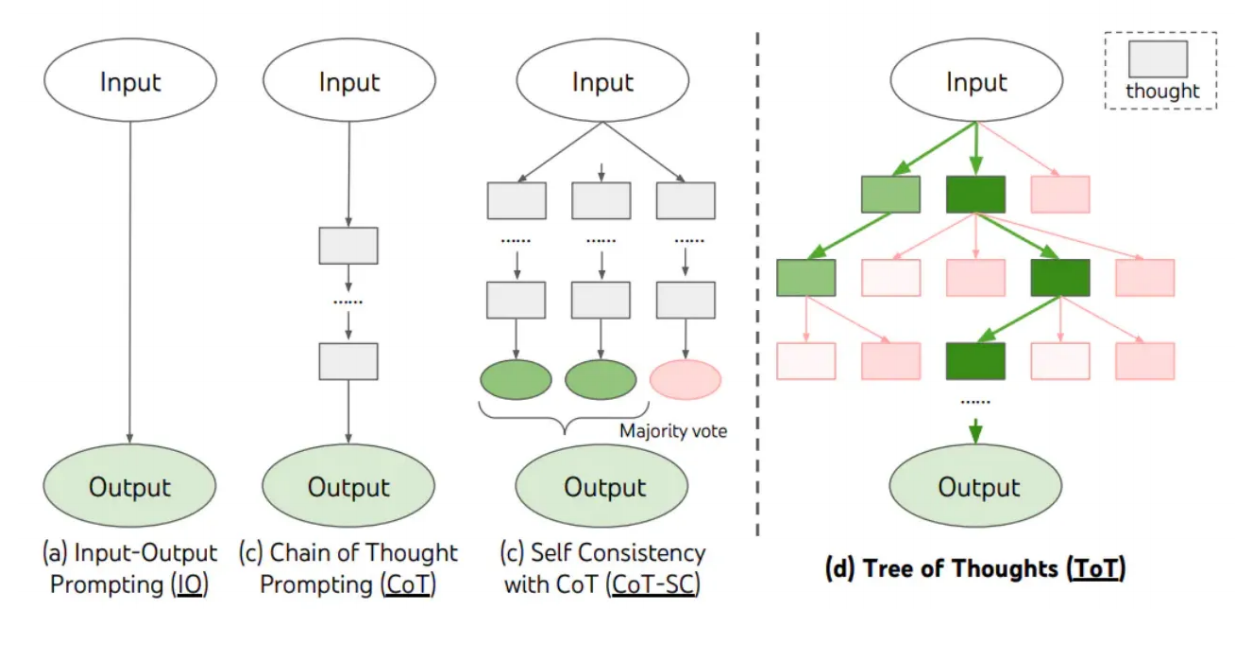 Input
Input
Input
Input
thought
......
......
......
......
......
Majority vote
Output
Output
Output
Output
(a) Input-Output
Prompting (IO)
(c) Chain of Thought
Prompting (CoT)
(c) Self Consistency
with CoT (CoT-SC)
(d) Tree of Thoughts (ToT)